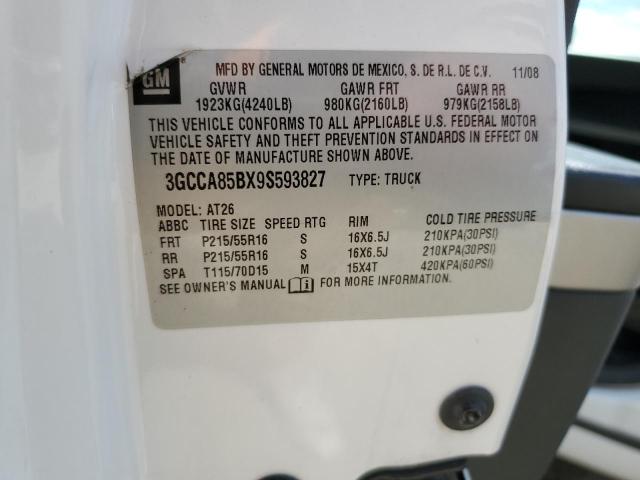 GM
MFD BY GENERAL MOTORS DE MEXICO, S. DE R.L. DE C.V. 11/08
GVWR GAWR FRT GAWR RR
1923KG(4240LB) 980KG(2160LB) 979KG(2158LB)
THIS VEHICLE CONFORMS TO ALL APPLICABLE U.S. FEDERAL MOTOR
VEHICLE SAFETY AND THEFT PREVENTION STANDARDS IN EFFECT ON
THE DATE OF MANUFACTURE SHOWN ABOVE.
3GCCA85BX9S593827 TYPE: TRUCK
MODEL: AT26
ABBC TIRE SIZE SPEED RTG RIM COLD TIRE PRESSURE
FRT P215/55R16 S 16X6.5J 210KPA(30PSI)
RR P215/55R16 S 16X6.5J 210KPA(30PSI)
SPA T115/70D15 M 15X4T 420KPA(60PSI)
SEE OWNER'S MANUAL i FOR MORE INFORMATION.